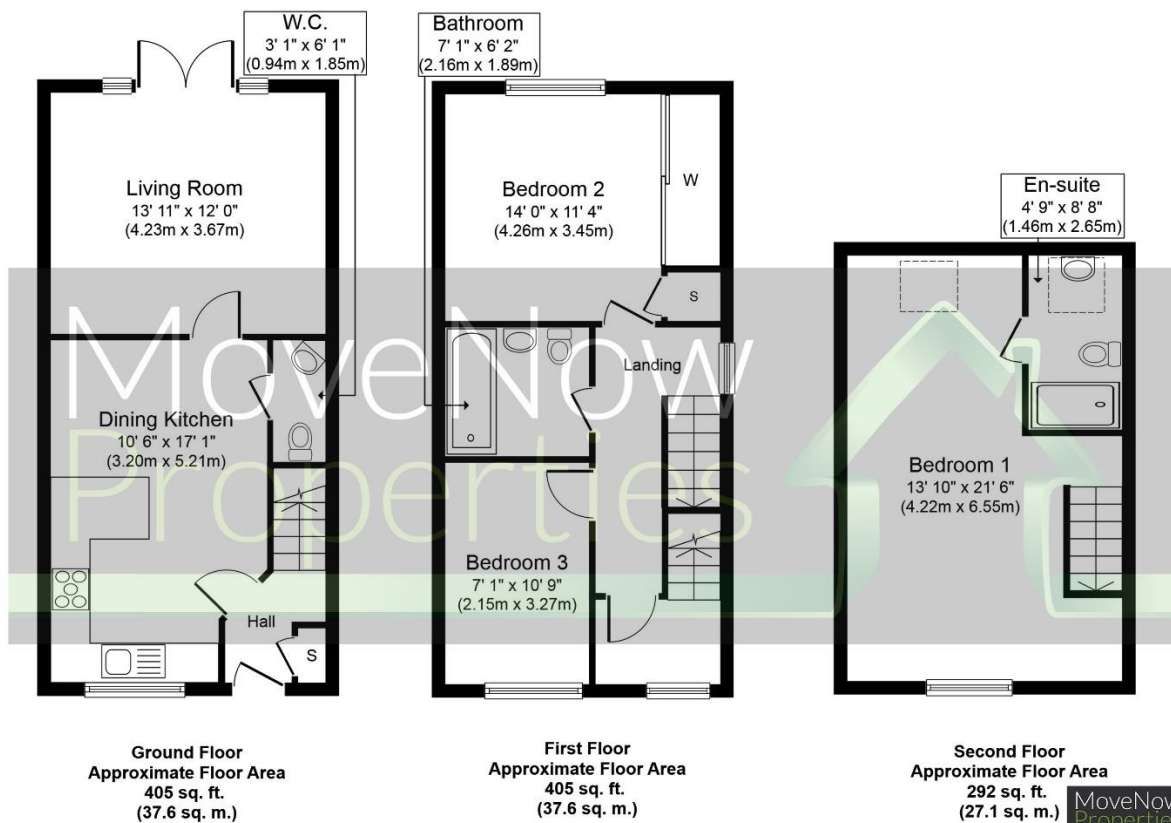 W.C.
3' 1" x 6' 1"
(0.94m x 1.85m)
Living Room
13' 11" x 12' 0"
(4.23m x 3.67m)
Dining Kitchen
10' 6" x 17' 1"
(3.20m x 5.21m)
Hall
S
Ground Floor
Approximate Floor Area
405 sq. ft.
(37.6 sq. m.)
Bathroom
7' 1" x 6' 2"
(2.16m x 1.89m)
Bedroom 2
14' 0" x 11' 4"
(4.26m x 3.45m)
W
S
Landing
Bedroom 3
7' 1" x 10' 9"
(2.15m x 3.27m)
First Floor
Approximate Floor Area
405 sq. ft.
(37.6 sq. m.)
En-suite
4' 9" x 8' 8"
(1.46m x 2.65m)
Bedroom 1
13' 10" x 21' 6"
(4.22m x 6.55m)
Second Floor
Approximate Floor Area
292 sq. ft.
(27.1 sq. m.)
MoveNow
Properties
MoveNow
Properties